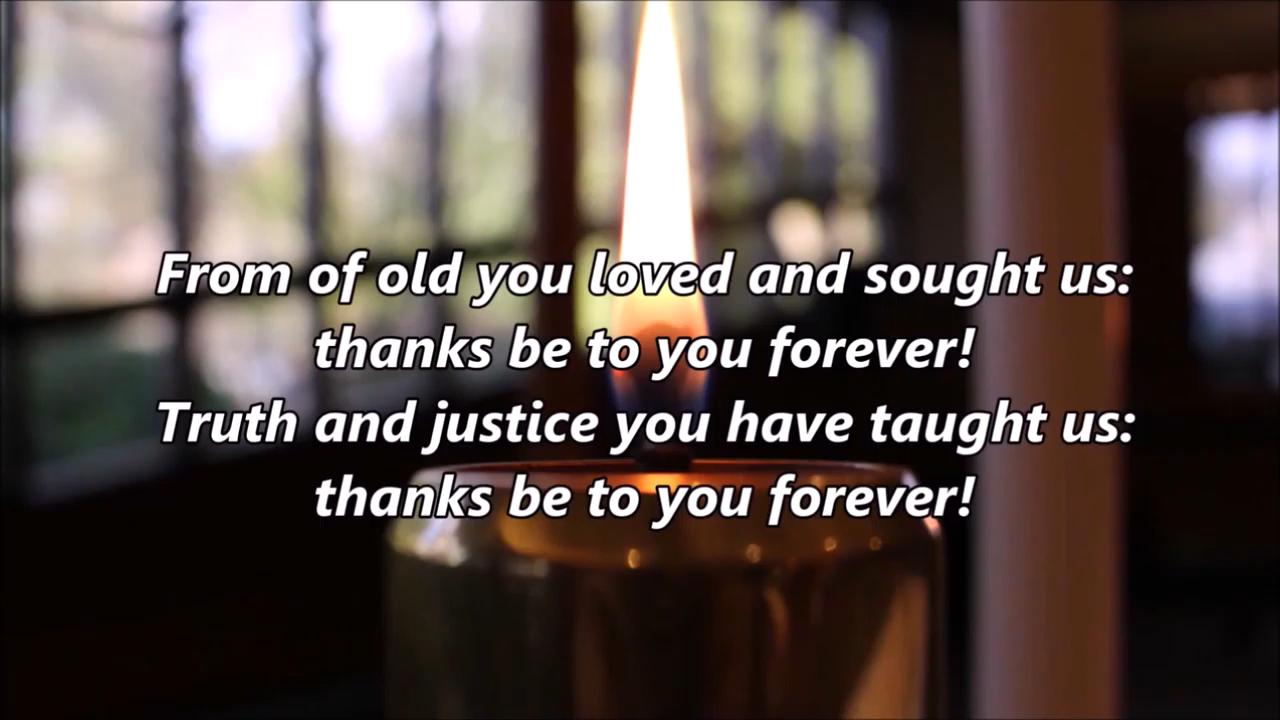 From of old you loved and sought us:
thanks be to you forever!
Truth and justice you have taught us:
thanks be to you forever!